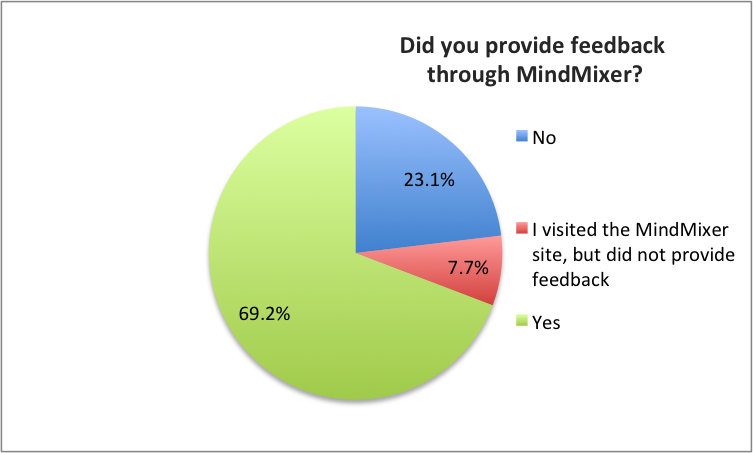 Did you provide feedback
through MindMixer?
No
23.1%
I visited the MindMixer
site, but did not provide
feedback
7.7%
69.2%
Yes